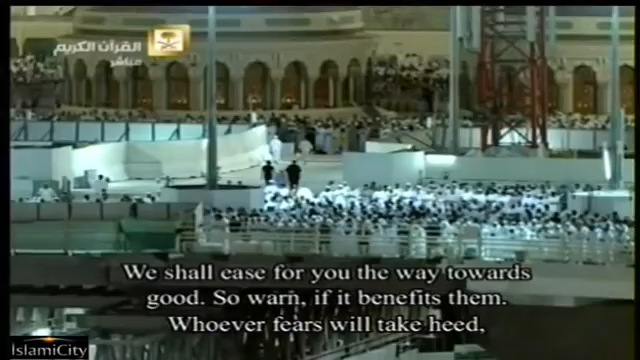 القرآن الكريم
مباشر
We shall ease for you the way towards
good. So warn, if it benefits them.
Whoever fears will take heed,
IslamiCity